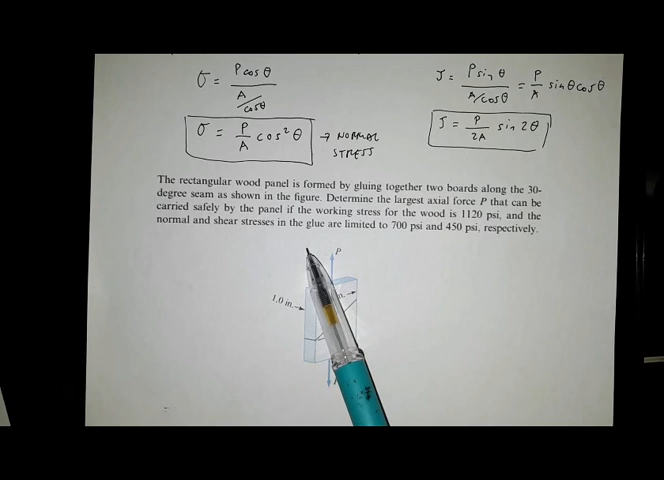 σ = P cos θ / A/cos θ
J = P sin θ / A/cos θ = P/A sin θ cos θ
σ = P/A cos² θ → NORMAL STRESS
J = P/2A sin 2θ
The rectangular wood panel is formed by gluing together two boards along the 30-
degree seam as shown in the figure. Determine the largest axial force P that can be
carried safely by the panel if the working stress for the wood is 1120 psi, and the
normal and shear stresses in the glue are limited to 700 psi and 450 psi, respectively.
P
1.0 in.